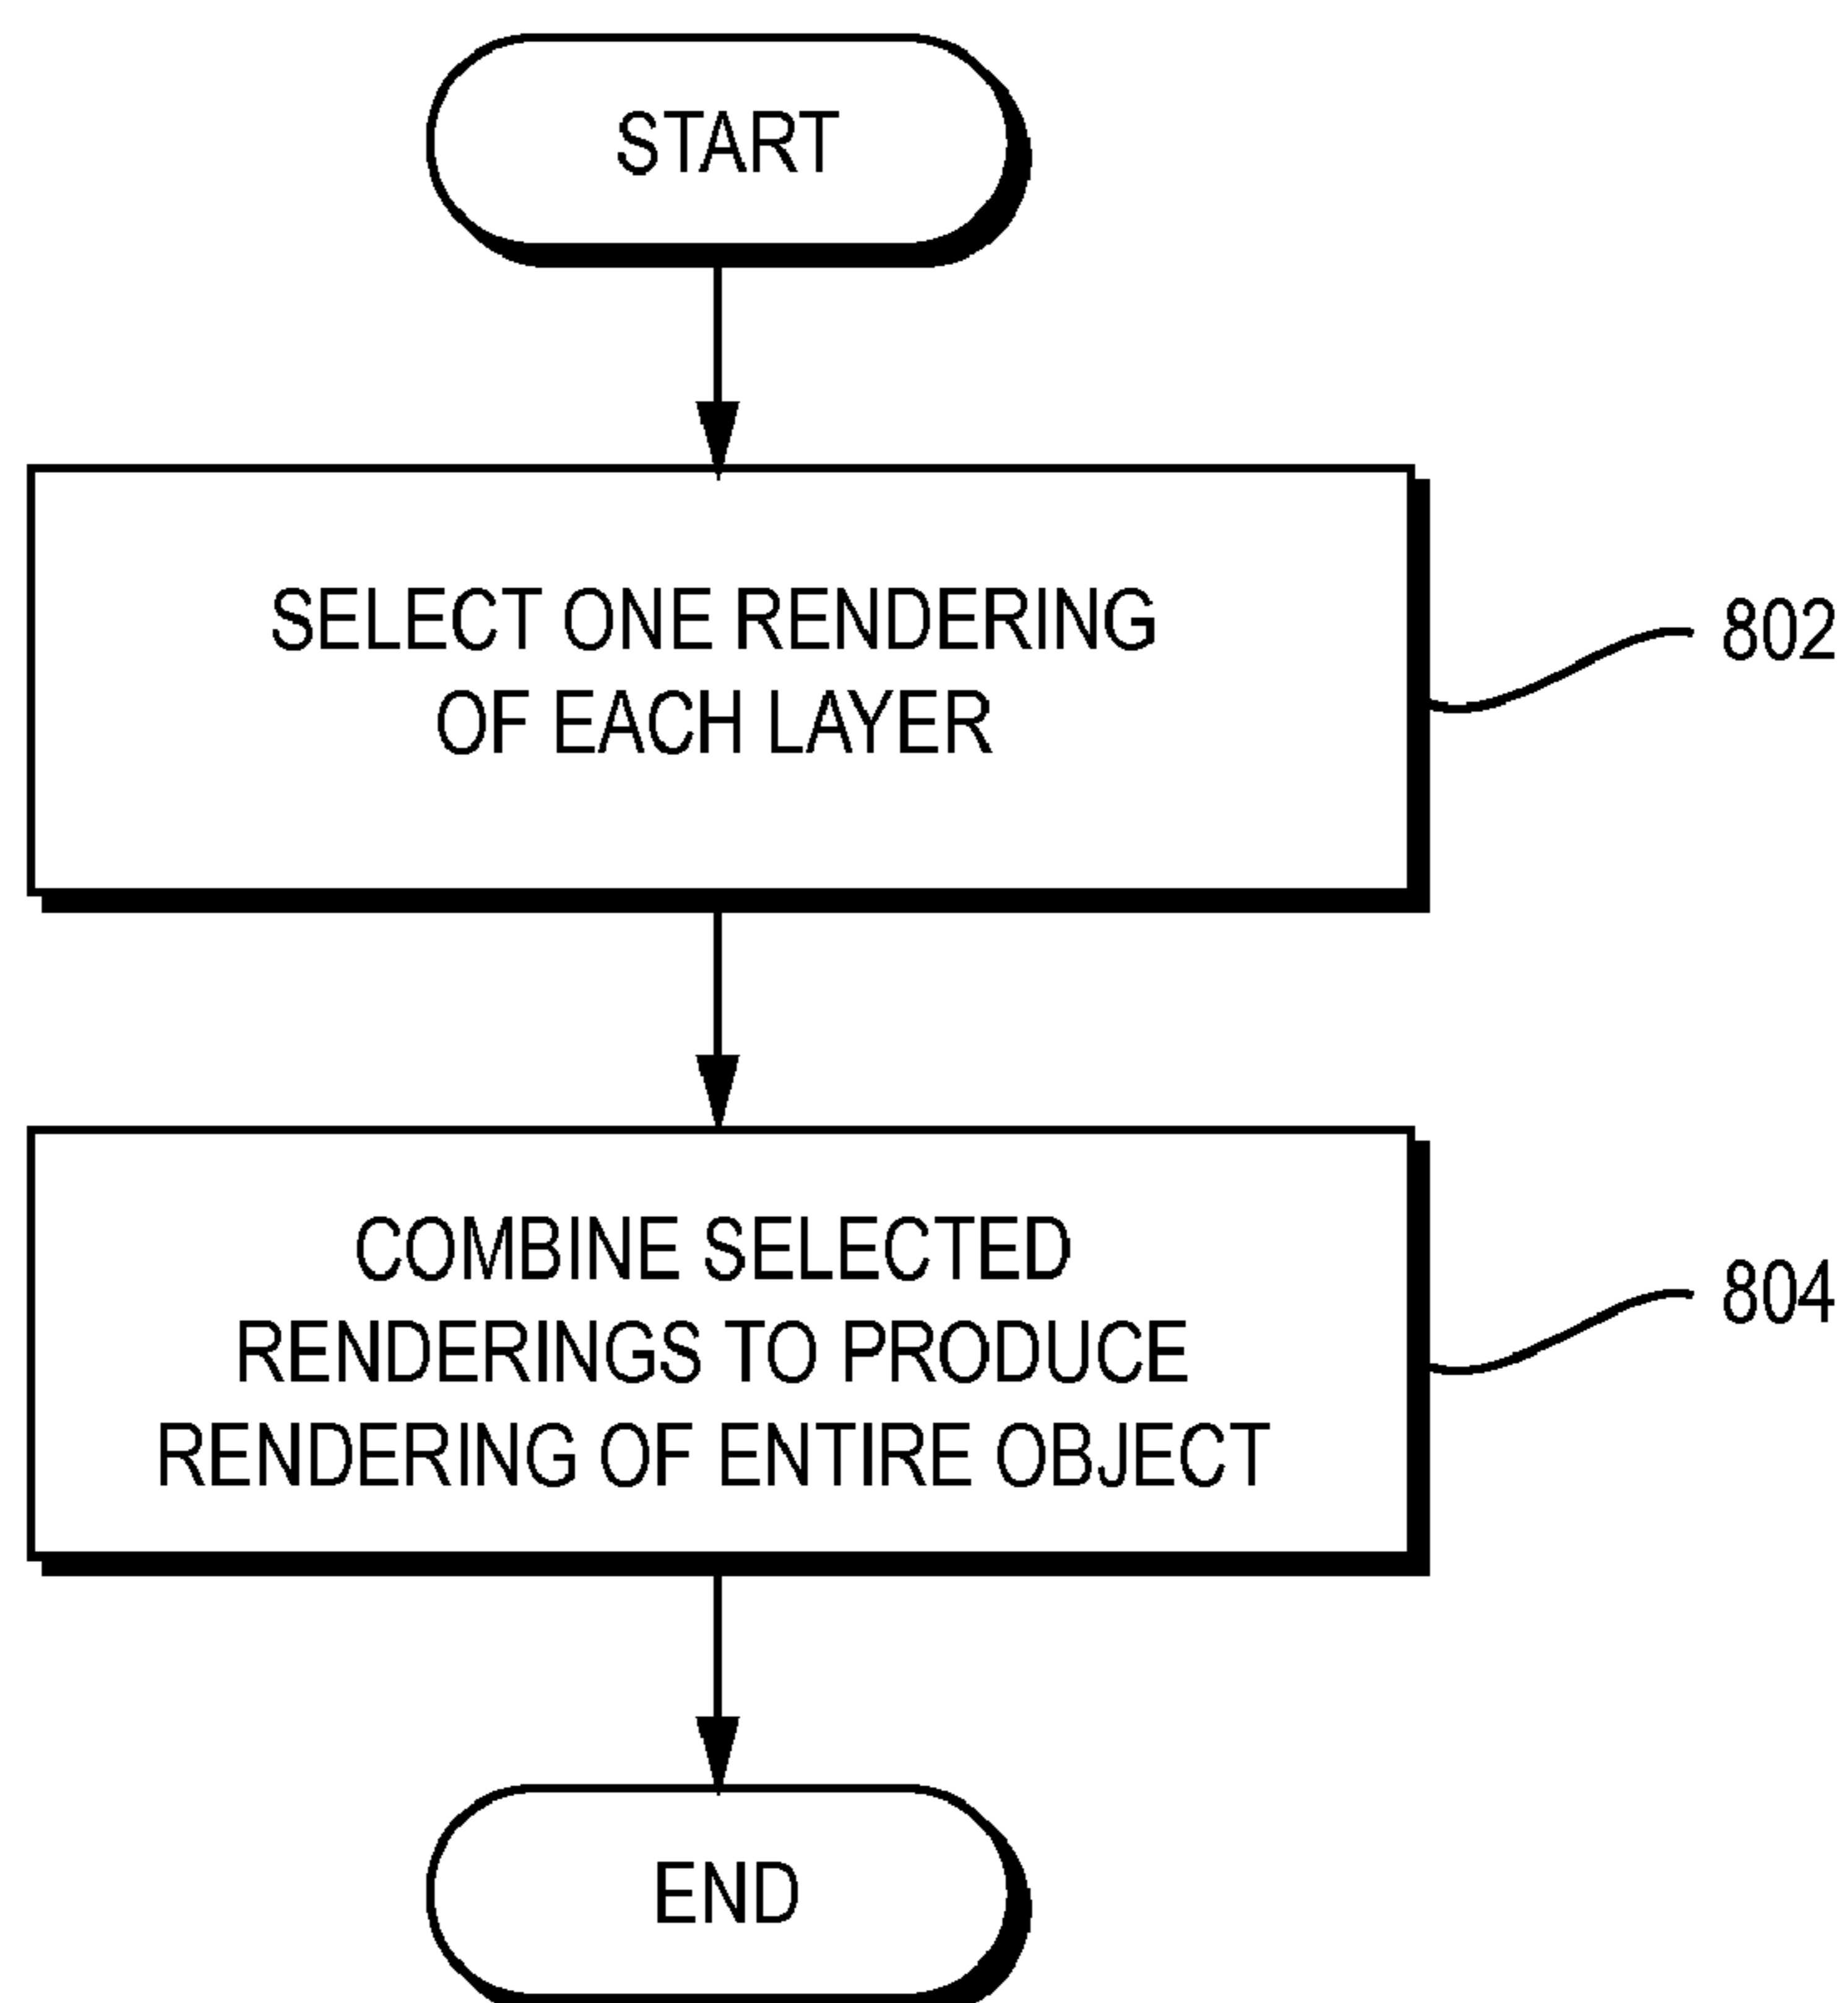 START
SELECT ONE RENDERING
OF EACH LAYER
802
COMBINE SELECTED
RENDERINGS TO PRODUCE
RENDERING OF ENTIRE OBJECT
804
END